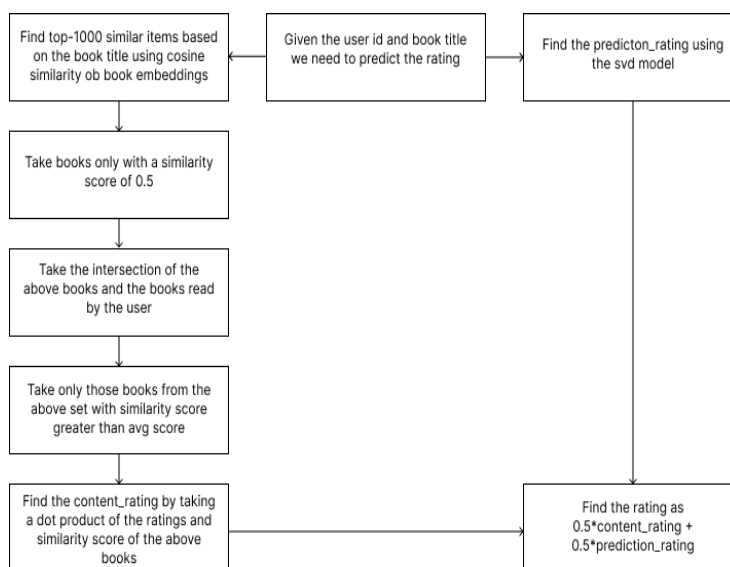 Find top-1000 similar items based
on the book title using cosine
similarity ob book embeddings
Given the user id and book title
we need to predict the rating
Find the predicton_rating using
the svd model
Take books only with a similarity
score of 0.5
Take the intersection of the
above books and the books read
by the user
Take only those books from the
above set with similarity score
greater than avg score
Find the content_rating by taking
a dot product of the ratings and
similarity score of the above
books
Find the rating as
0.5*content_rating +
0.5*prediction_rating